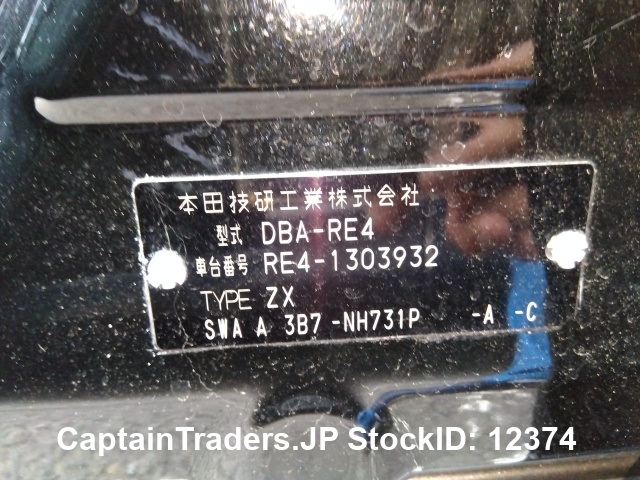 本田技研工業株式会社
型式 DBA-RE4
車台番号 RE4-1303932
TYPE ZX
SWA A 3B7-NH731P -A -C
CaptainTraders.JP StockID: 12374